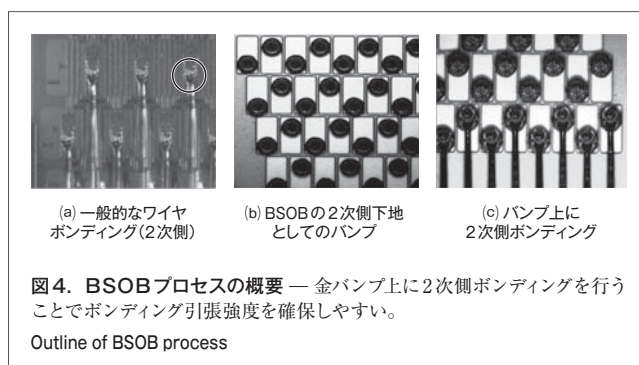 (a) 一般的なワイヤ
ボンディング(2次側)
(b) BSOBの2次側下地
としてのバンプ
(c) バンプ上に
2次側ボンディング
図4. BSOBプロセスの概要 — 金バンプ上に2次側ボンディングを行う
ことでボンディング引張強度を確保しやすい。
Outline of BSOB process